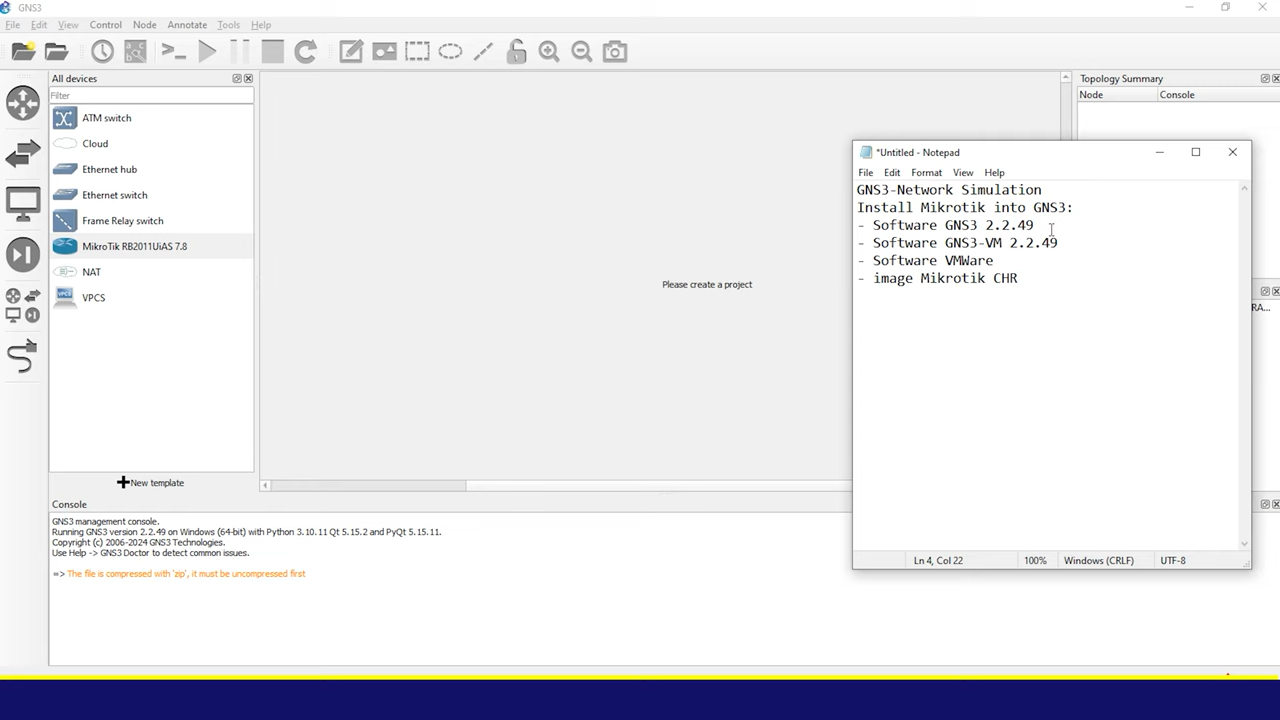 GNS3
File Edit View Control Node Annotate Tools Help
All devices
Filter
ATM switch
Cloud
Ethernet hub
Ethernet switch
Frame Relay switch
MikroTik RB2011UiAS 7.8
NAT
VPCS
New template
Please create a project
Topology Summary
Node Console
*Untitled - Notepad
File Edit Format View Help
GNS3-Network Simulation
Install Mikrotik into GNS3:
- Software GNS3 2.2.49
- Software GNS3-VM 2.2.49
- Software VMWare
- image Mikrotik CHR
Ln 4, Col 22 100% Windows (CRLF) UTF-8
RA...
Console
GNS3 management console.
Running GNS3 version 2.2.49 on Windows (64-bit) with Python 3.10.11 Qt 5.15.2 and PyQt 5.15.11.
Copyright (c) 2006-2024 GNS3 Technologies.
Use Help -> GNS3 Doctor to detect common issues.
=> The file is compressed with 'zip', it must be uncompressed first